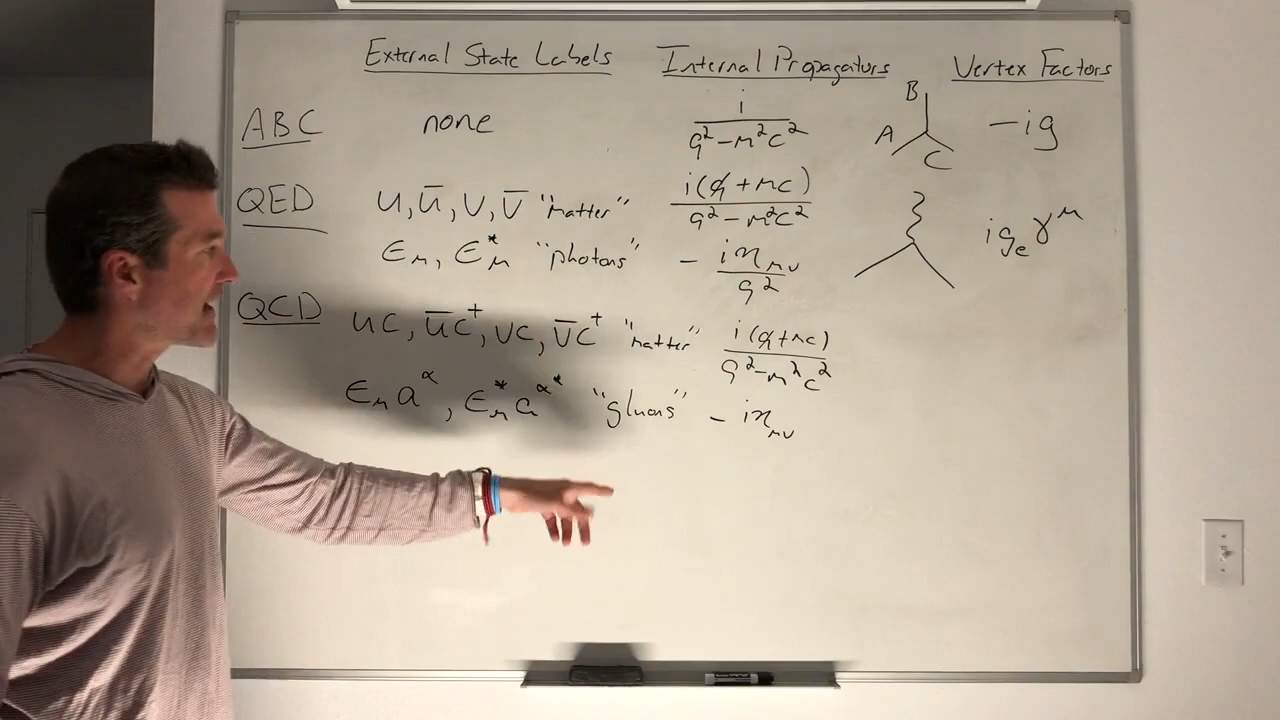 External State Labels Internal Propagators Vertex Factors
ABC none i/(q²-m²c²) B A C -ig
QED u, ū, v, v̄ "matter" i(q̸+mc)/(q²-m²c²) ig_e γ^μ
ϵ_μ, ϵ*_μ "photons" - iη_μν/q²
QCD uc, ūc†, vc, v̄c† "matter" i(q̸+mc)/(q²-m²c²)
ϵ_μ a^α, ϵ*_μ a^α* "gluons" - iη_μν